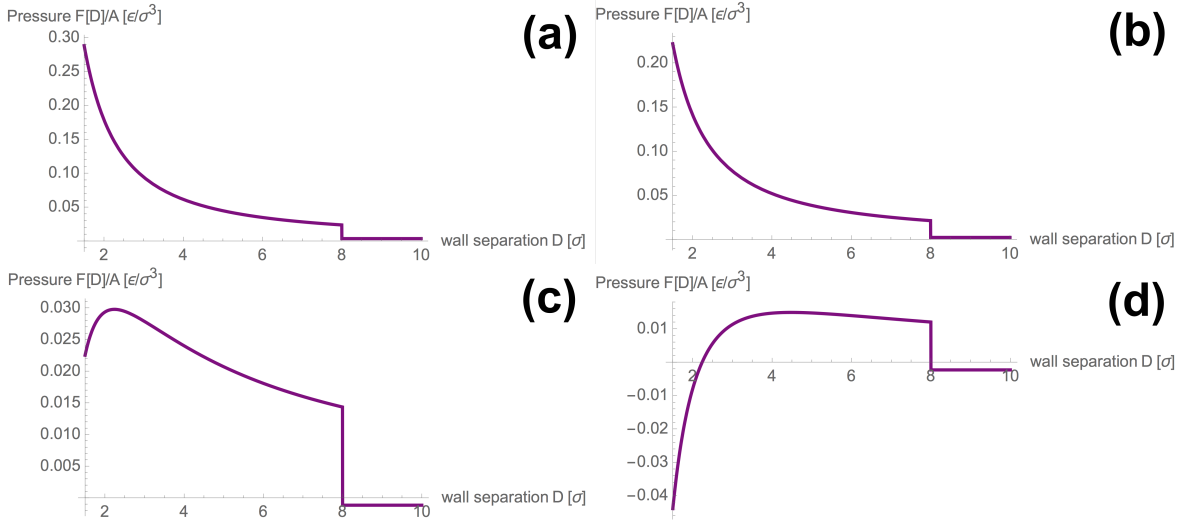 Pressure F[D]/A [ϵ/σ³]
(a)
0.30
0.25
0.20
0.15
0.10
0.05
2 4 6 8 10
wall separation D [σ]
Pressure F[D]/A [ϵ/σ³]
(b)
0.20
0.15
0.10
0.05
2 4 6 8 10
wall separation D [σ]
Pressure F[D]/A [ϵ/σ³]
(c)
0.030
0.025
0.020
0.015
0.010
0.005
2 4 6 8 10
wall separation D [σ]
Pressure F[D]/A [ϵ/σ³]
(d)
0.01
2 4 6 8 10
wall separation D [σ]
−0.01
−0.02
−0.03
−0.04